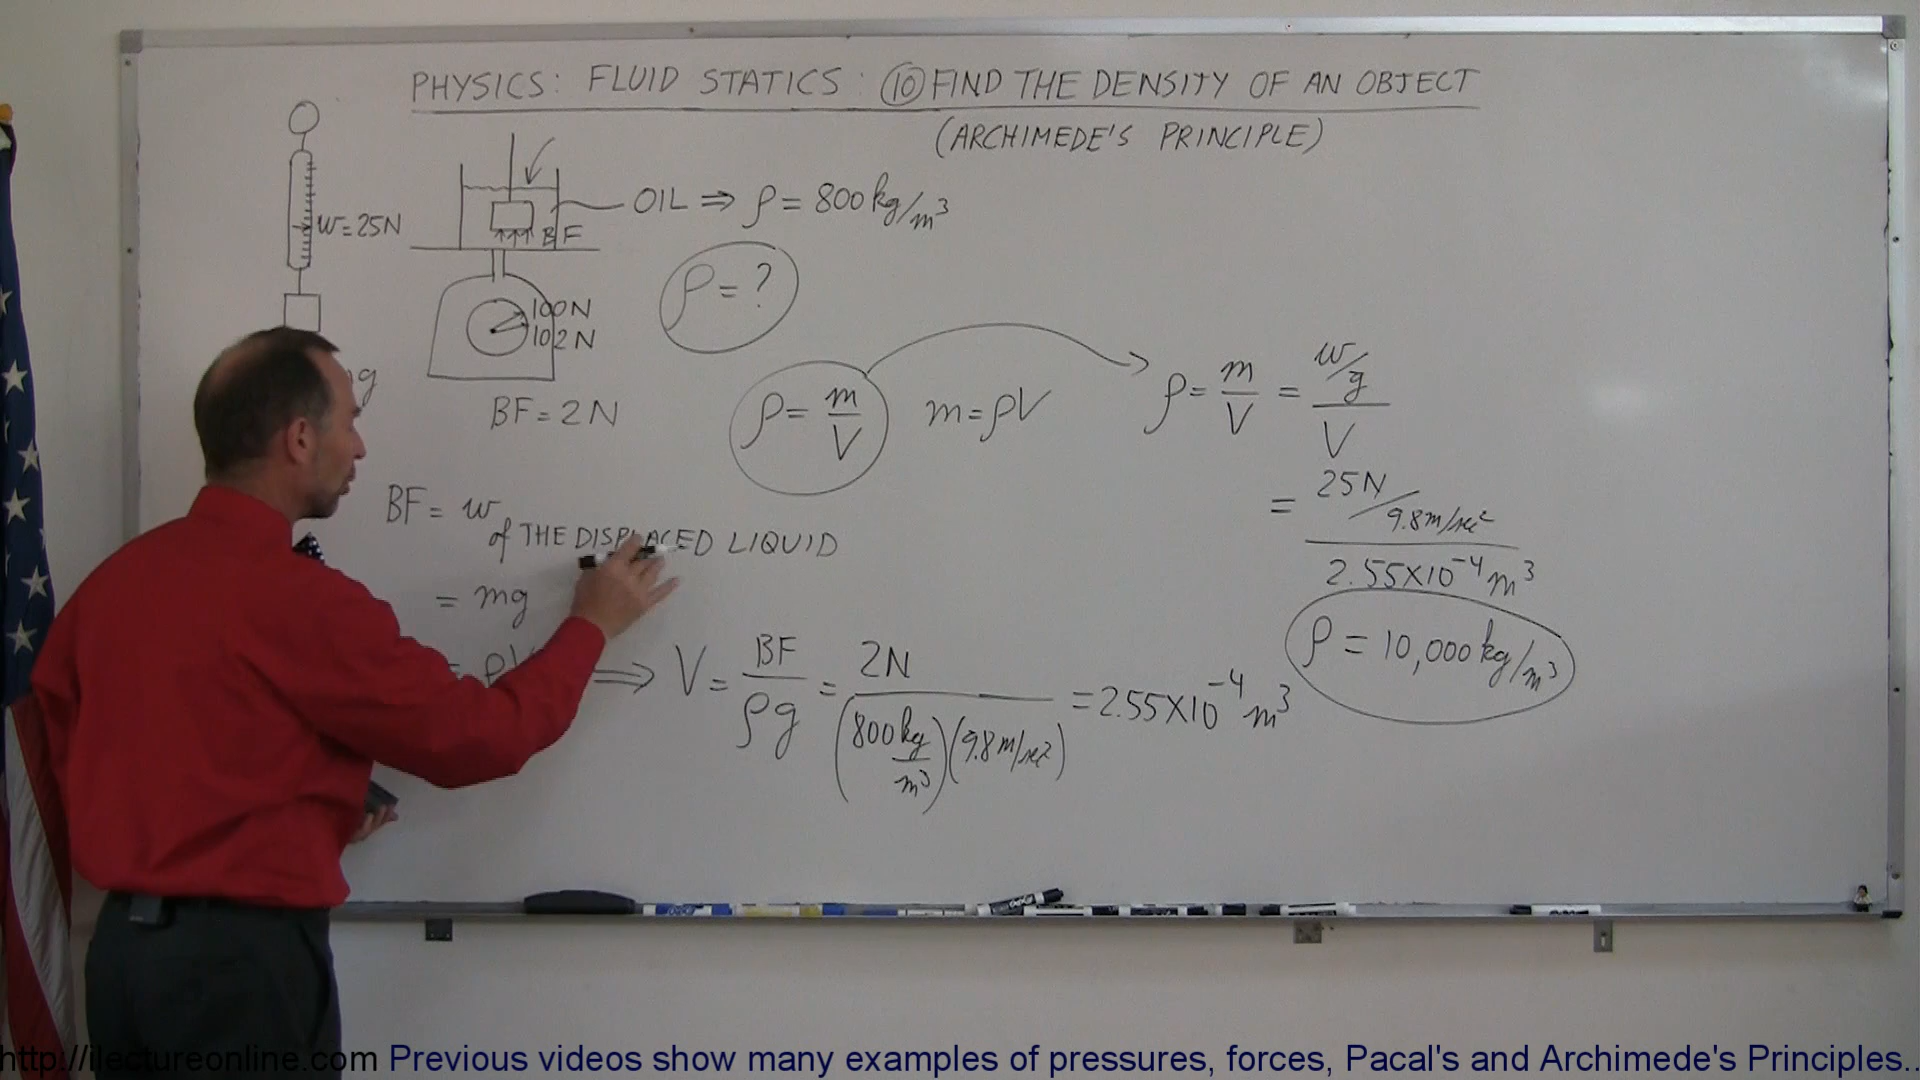 PHYSICS: FLUID STATICS: ⑩ FIND THE DENSITY OF AN OBJECT
(ARCHIMEDE'S PRINCIPLE)
W=25N
OIL ⇒ ρ = 800 kg/m³
BF
ρ = ?
100N
102N
BF = 2N
ρ = m/V
m = ρV
ρ = m/V = (w/g)/V
= (25N/9.8m/sec²)/(2.55×10⁻⁴ m³)
ρ = 10,000 kg/m³
BF = w of THE DISPLACED LIQUID
= mg
= ρV ⇒ V = BF/ρg = 2N/((800 kg/m³)(9.8 m/sec²)) = 2.55×10⁻⁴ m³
http://ilectureonline.com Previous videos show many examples of pressures, forces, Pacal's and Archimede's Principles..